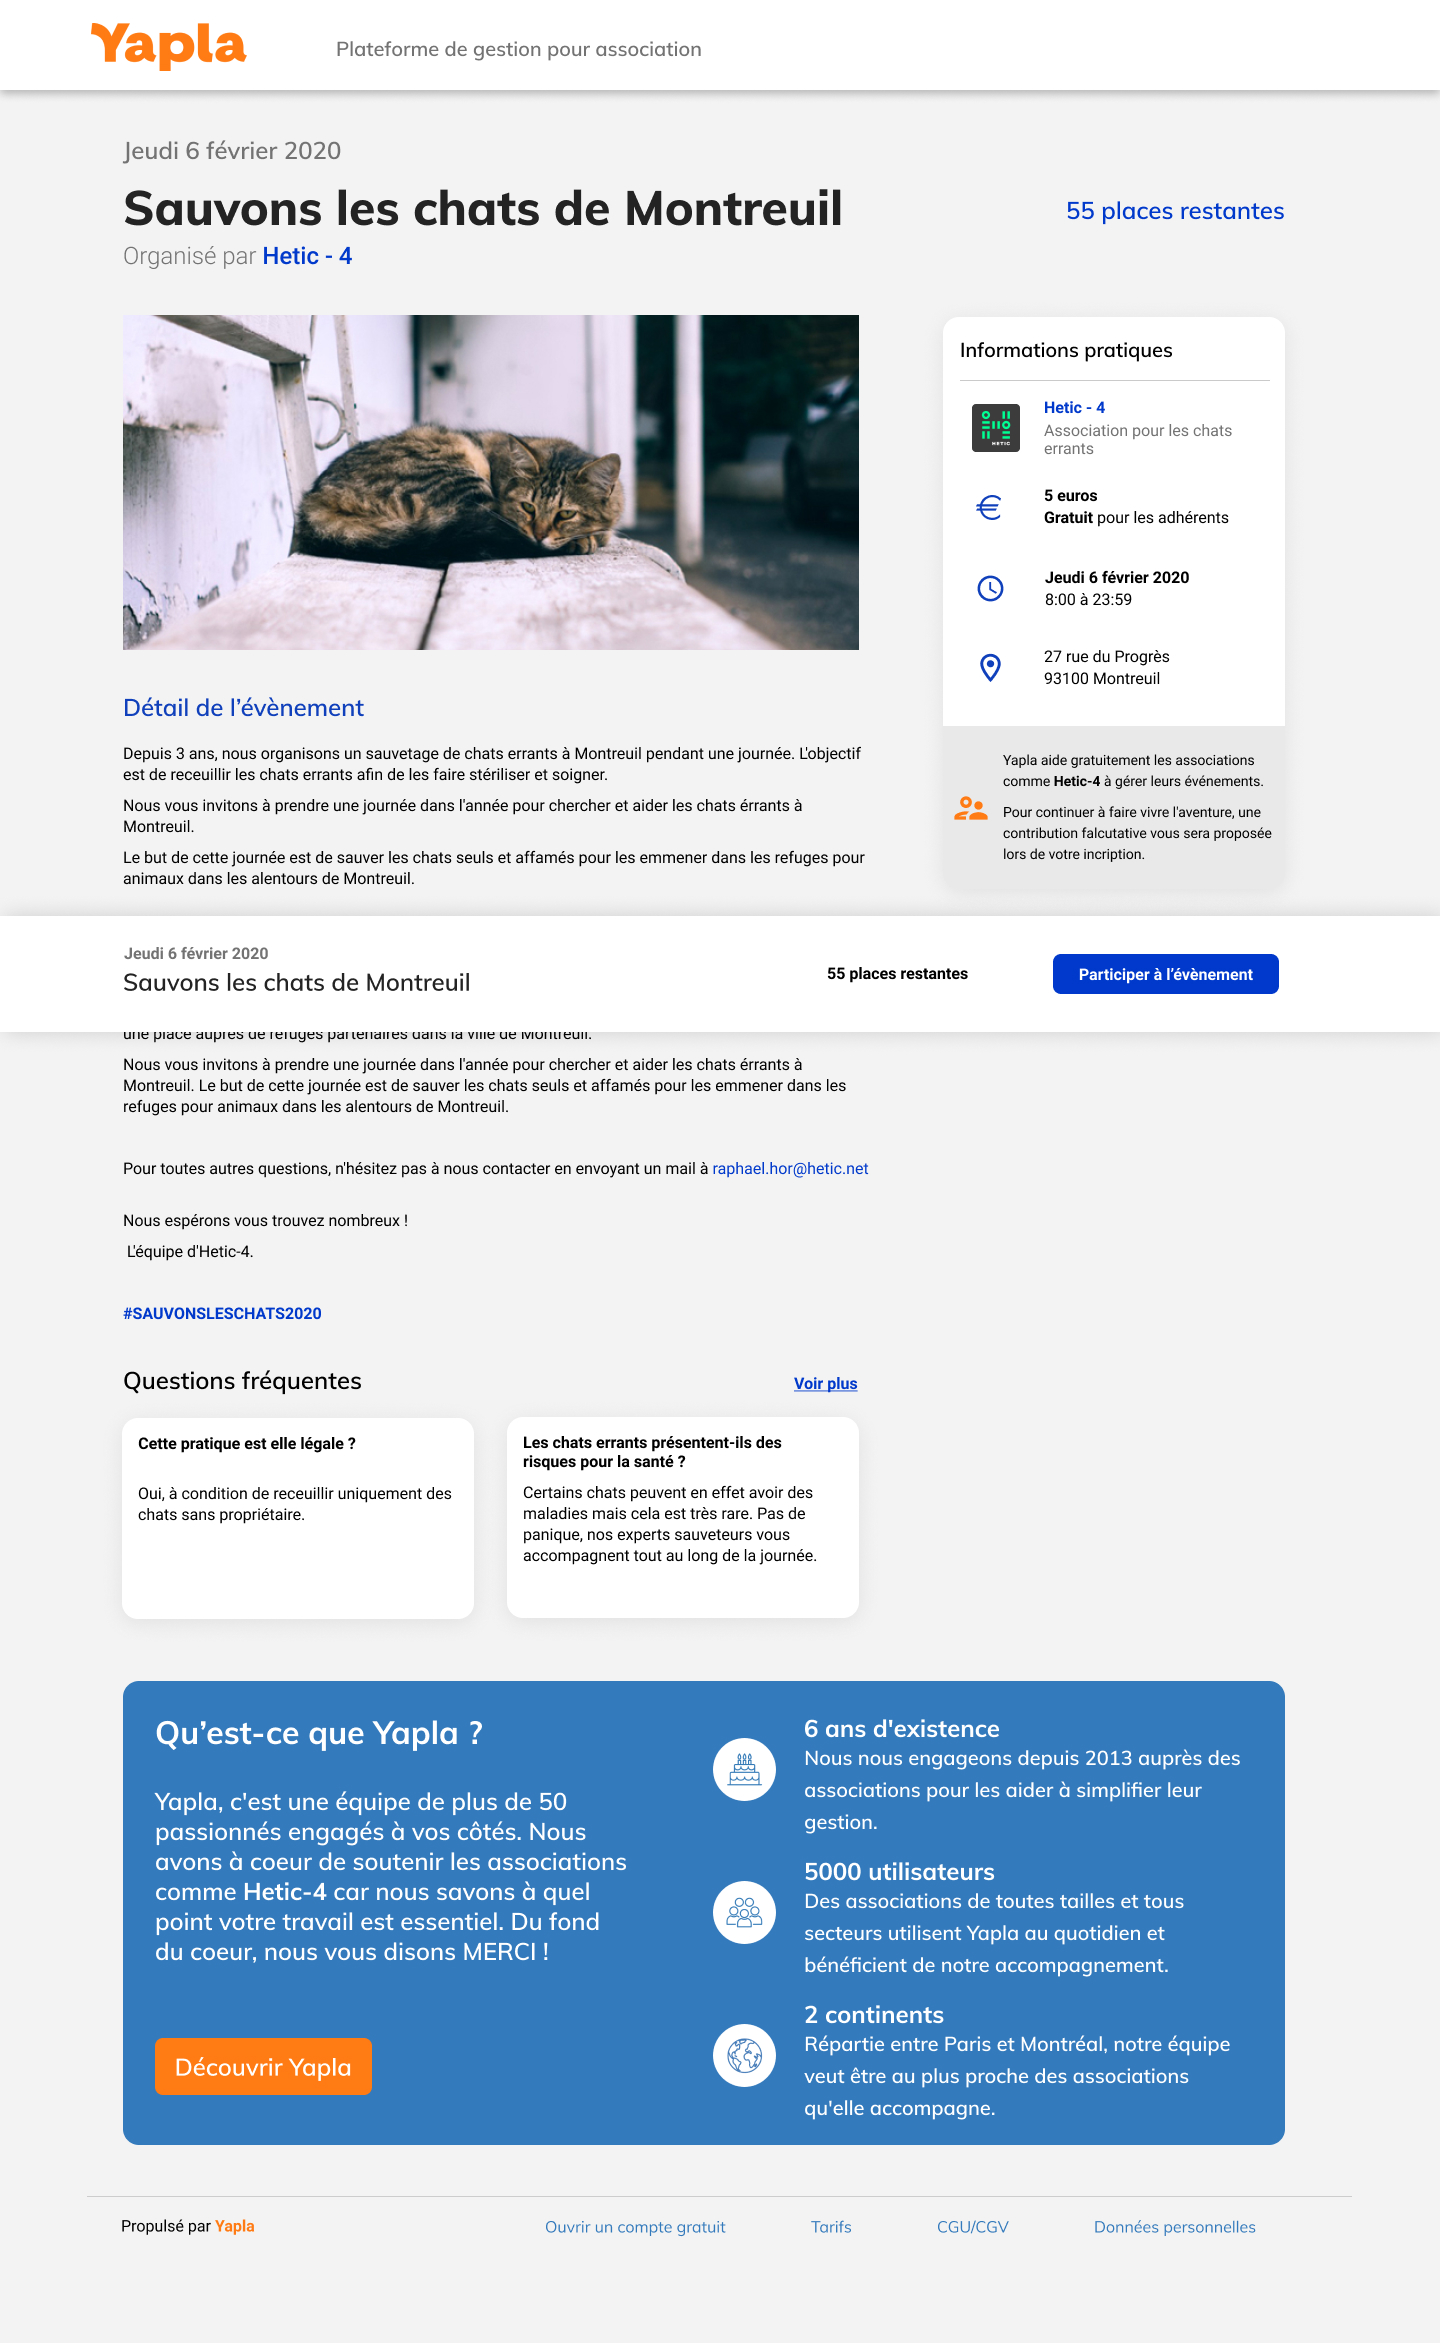 Yapla
Plateforme de gestion pour association
Jeudi 6 février 2020
Sauvons les chats de Montreuil
55 places restantes
Organisé par Hetic - 4
Informations pratiques
HETIC
Hetic - 4
Association pour les chats
errants
5 euros
Gratuit pour les adhérents
Jeudi 6 février 2020
8:00 à 23:59
27 rue du Progrès
93100 Montreuil
Yapla aide gratuitement les associations
comme Hetic-4 à gérer leurs événements.
Pour continuer à faire vivre l'aventure, une
contribution falcutative vous sera proposée
lors de votre incription.
Détail de l’évènement
Depuis 3 ans, nous organisons un sauvetage de chats errants à Montreuil pendant une journée. L'objectif
est de receuillir les chats errants afin de les faire stériliser et soigner.
Nous vous invitons à prendre une journée dans l'année pour chercher et aider les chats érrants à
Montreuil.
Le but de cette journée est de sauver les chats seuls et affamés pour les emmener dans les refuges pour
animaux dans les alentours de Montreuil.
Jeudi 6 février 2020
Sauvons les chats de Montreuil
55 places restantes
Participer à l’évènement
une place auprès de refuges partenaires dans la ville de Montreuil.
Nous vous invitons à prendre une journée dans l'année pour chercher et aider les chats érrants à
Montreuil. Le but de cette journée est de sauver les chats seuls et affamés pour les emmener dans les
refuges pour animaux dans les alentours de Montreuil.
Pour toutes autres questions, n'hésitez pas à nous contacter en envoyant un mail à raphael.hor@hetic.net
Nous espérons vous trouvez nombreux !
L'équipe d'Hetic-4.
#SAUVONSLESCHATS2020
Questions fréquentes
Voir plus
Cette pratique est elle légale ?
Oui, à condition de receuillir uniquement des
chats sans propriétaire.
Les chats errants présentent-ils des
risques pour la santé ?
Certains chats peuvent en effet avoir des
maladies mais cela est très rare. Pas de
panique, nos experts sauveteurs vous
accompagnent tout au long de la journée.
Qu’est-ce que Yapla ?
Yapla, c'est une équipe de plus de 50
passionnés engagés à vos côtés. Nous
avons à coeur de soutenir les associations
comme Hetic-4 car nous savons à quel
point votre travail est essentiel. Du fond
du coeur, nous vous disons MERCI !
Découvrir Yapla
6 ans d'existence
Nous nous engageons depuis 2013 auprès des
associations pour les aider à simplifier leur
gestion.
5000 utilisateurs
Des associations de toutes tailles et tous
secteurs utilisent Yapla au quotidien et
bénéficient de notre accompagnement.
2 continents
Répartie entre Paris et Montréal, notre équipe
veut être au plus proche des associations
qu'elle accompagne.
Propulsé par Yapla
Ouvrir un compte gratuit
Tarifs
CGU/CGV
Données personnelles